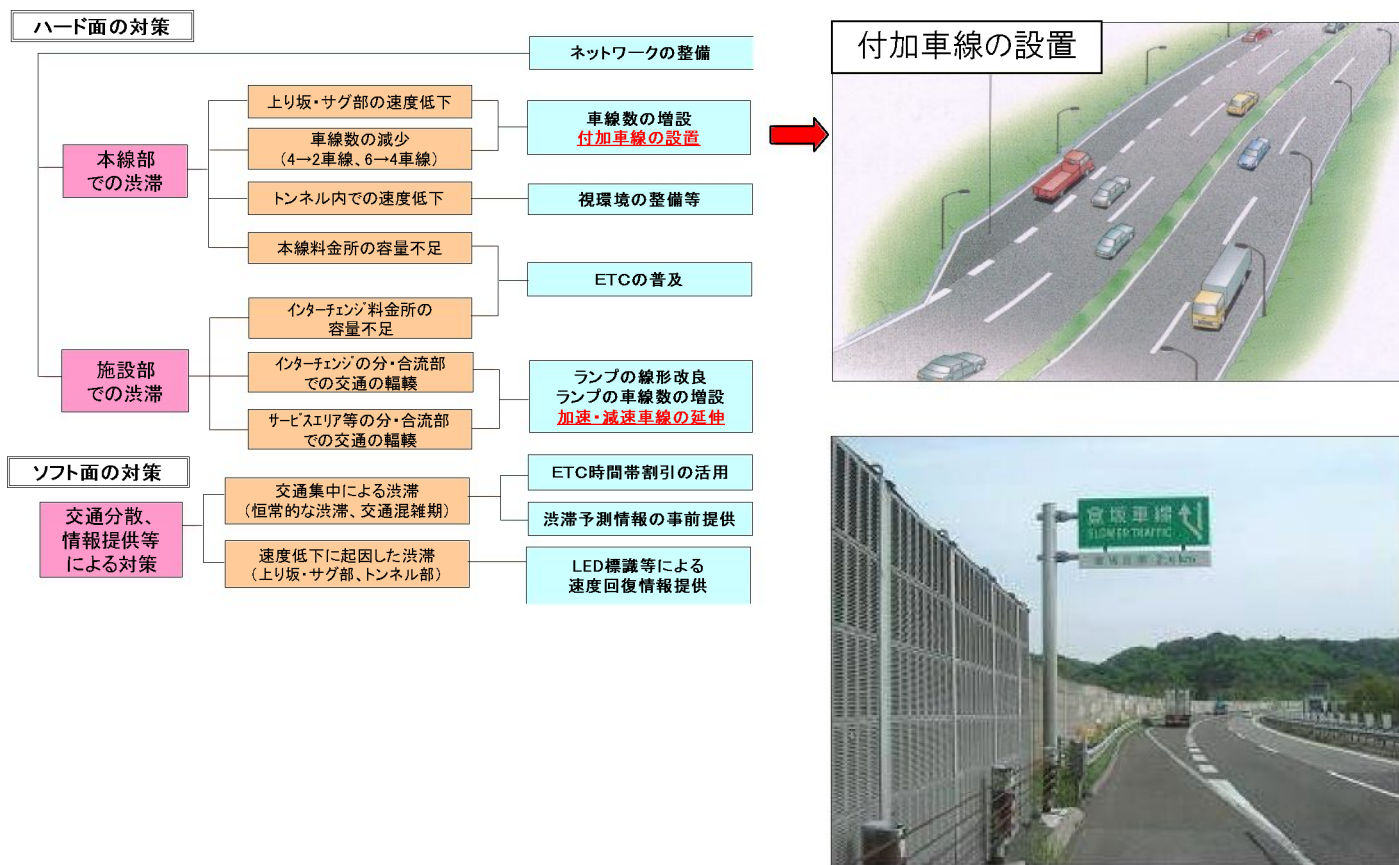 ハード面の対策
ネットワークの整備
上り坂・サグ部の速度低下
車線数の減少
(4→2車線、6→4車線)
車線数の増設
付加車線の設置
本線部
での渋滞
トンネル内での速度低下
視環境の整備等
本線料金所の容量不足
ETCの普及
インターチェンジ料金所の
容量不足
施設部
での渋滞
インターチェンジの分・合流部
での交通の輻輳
サービスエリア等の分・合流部
での交通の輻輳
ランプの線形改良
ランプの車線数の増設
加速・減速車線の延伸
ソフト面の対策
交通分散、
情報提供等
による対策
交通集中による渋滞
(恒常的な渋滞、交通混雑期)
ETC時間帯割引の活用
渋滞予測情報の事前提供
速度低下に起因した渋滞
(上り坂・サグ部、トンネル部)
LED標識等による
速度回復情報提供
付加車線の設置
登坂車線
SLOWER TRAFFIC